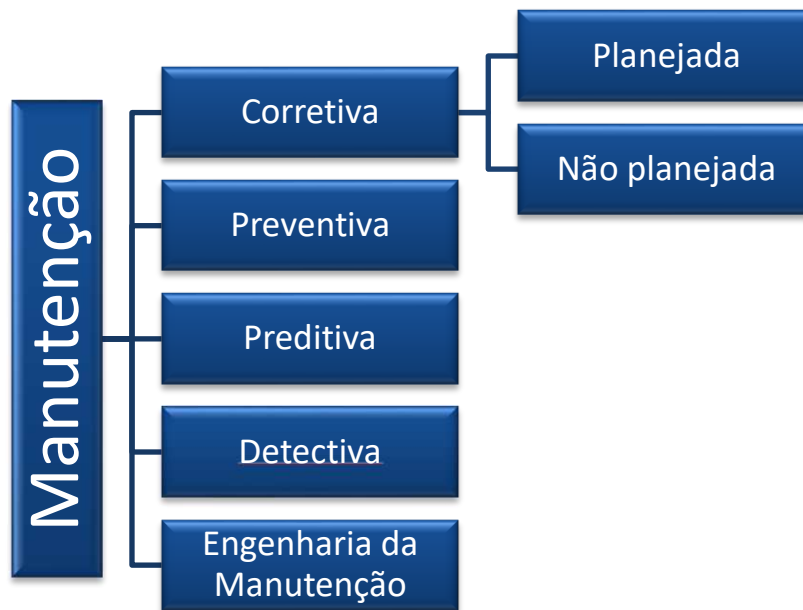 Manutenção
Corretiva
Planejada
Não planejada
Preventiva
Preditiva
Detectiva
Engenharia da
Manutenção